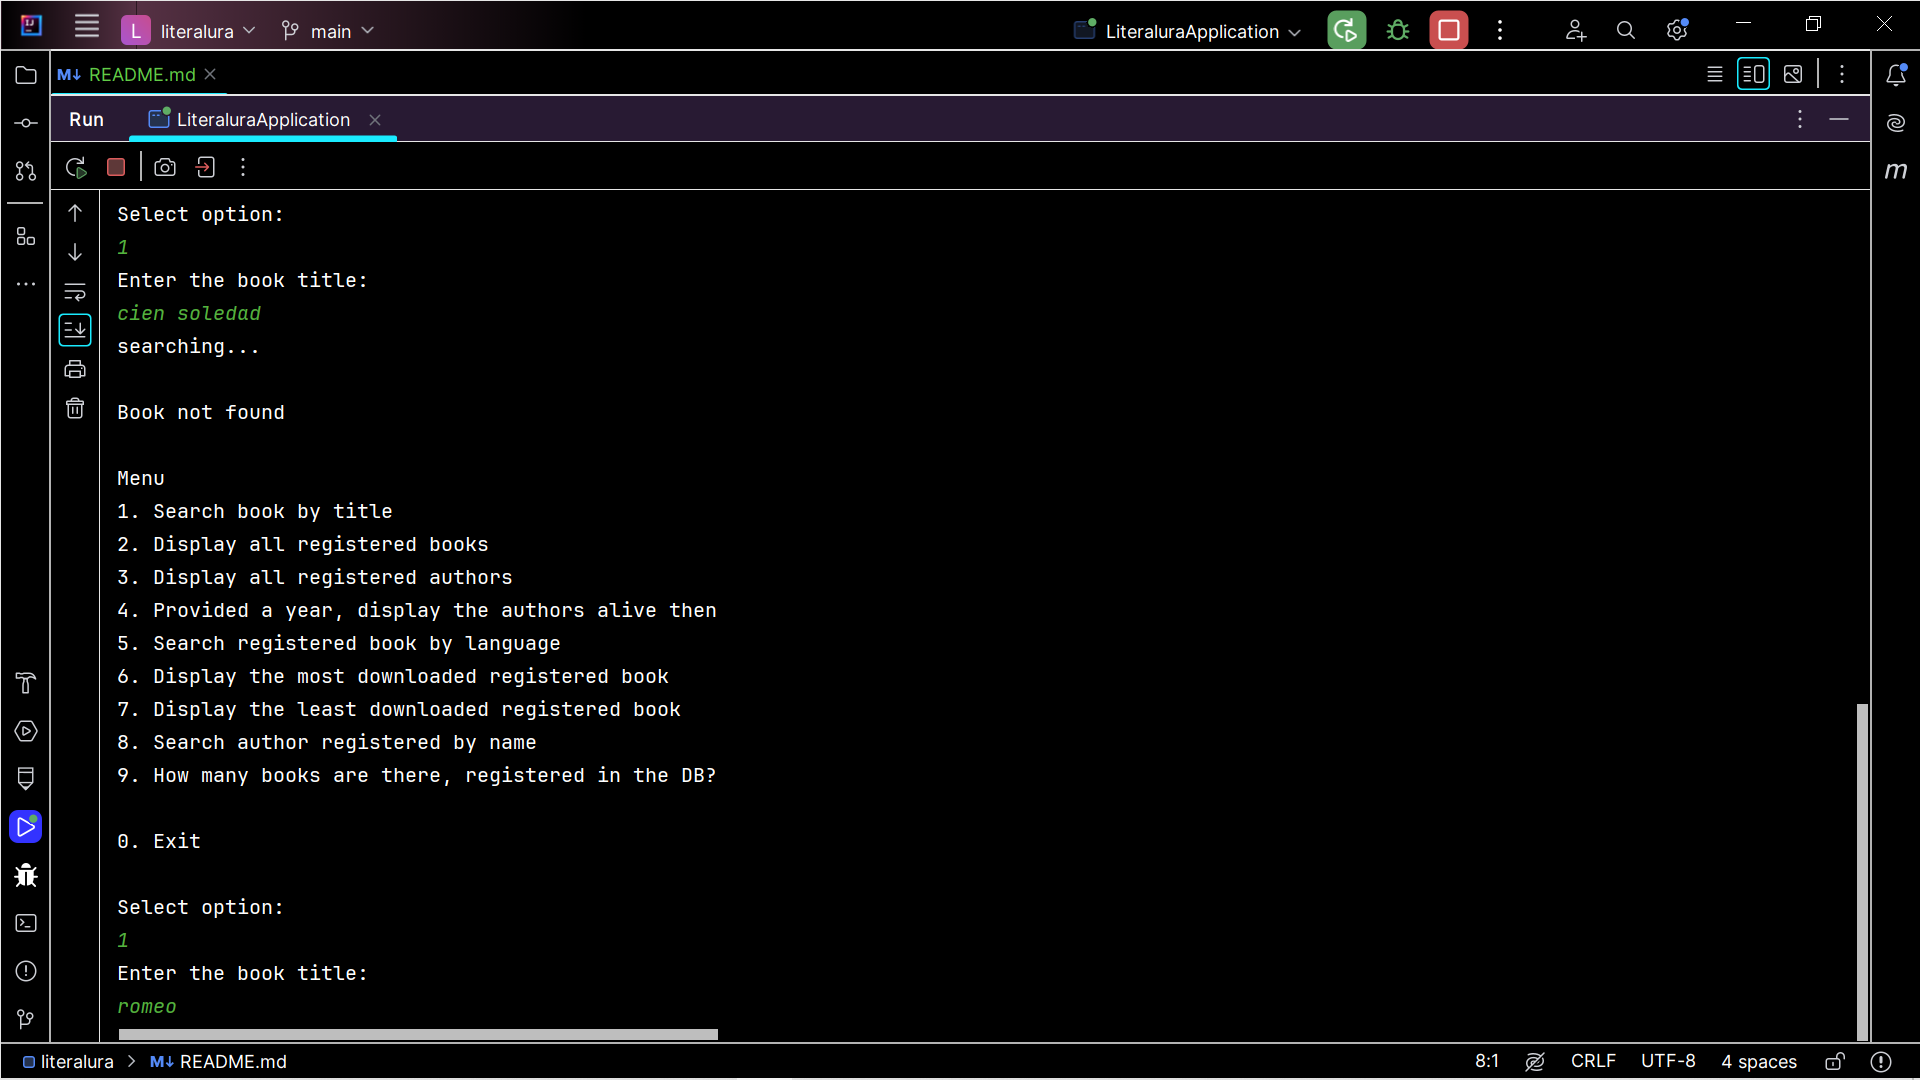 L literalura main LiteraluraApplication
README.md
Run LiteraluraApplication
Select option:
1
Enter the book title:
cien soledad
searching...
Book not found
Menu
1. Search book by title
2. Display all registered books
3. Display all registered authors
4. Provided a year, display the authors alive then
5. Search registered book by language
6. Display the most downloaded registered book
7. Display the least downloaded registered book
8. Search author registered by name
9. How many books are there, registered in the DB?
0. Exit
Select option:
1
Enter the book title:
romeo
literalura > M↓ README.md 8:1 CRLF UTF-8 4 spaces